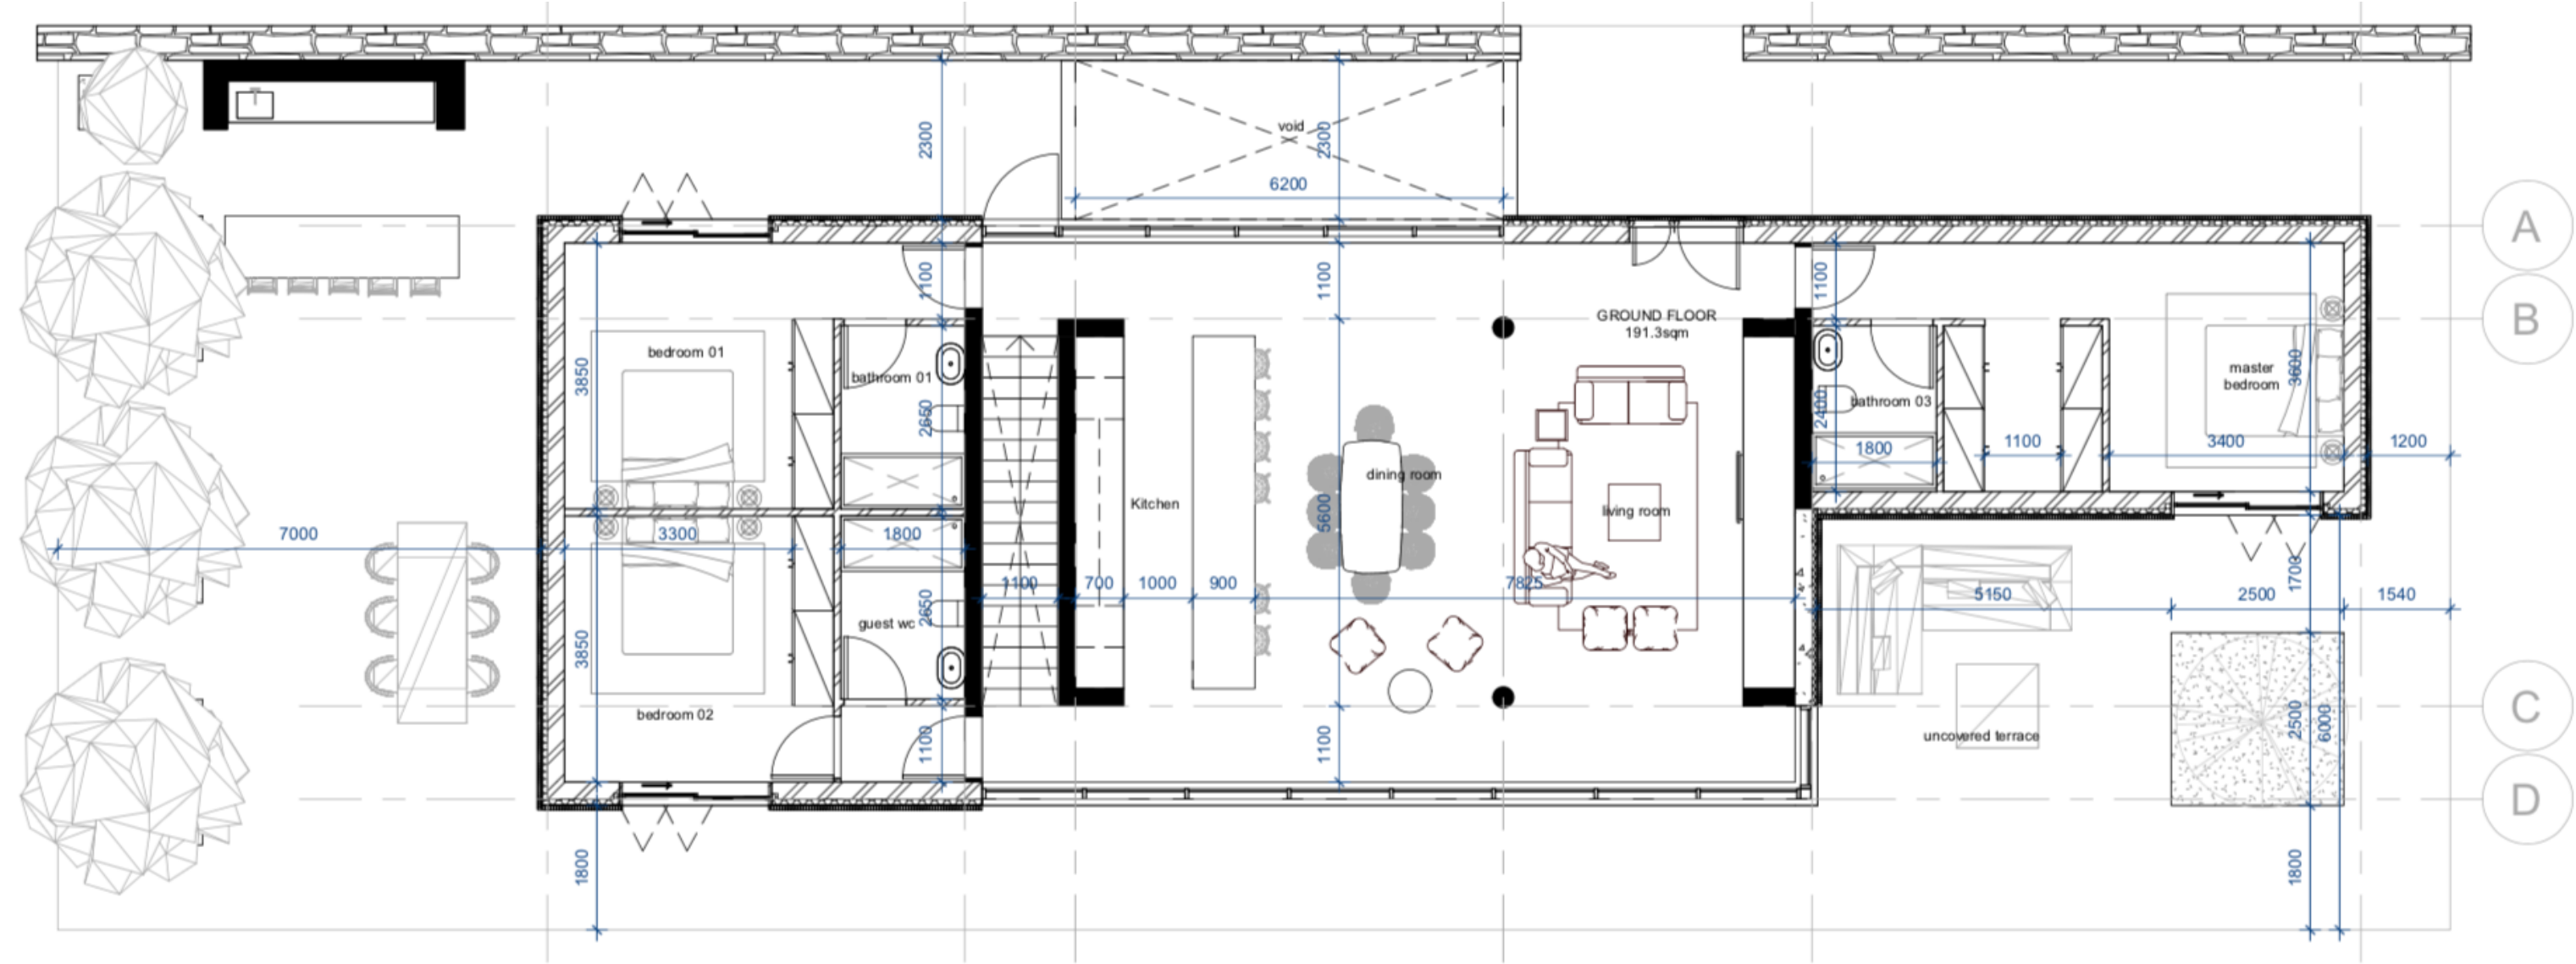 void
2300
2300
6200
A
1100
1100
1100
B
GROUND FLOOR
191.3sqm
bedroom 01
bathroom 01
3850
2650
master
bedroom
3600
bathroom 03
2400
1800
1100
3400
1200
dining room
Kitchen
living room
5600
7000
3300
1800
1100
700
1000
900
7825
1700
5150
2500
1540
guest wc
2650
3850
bedroom 02
1100
1100
uncovered terrace
2500
6000
C
D
1800
1800